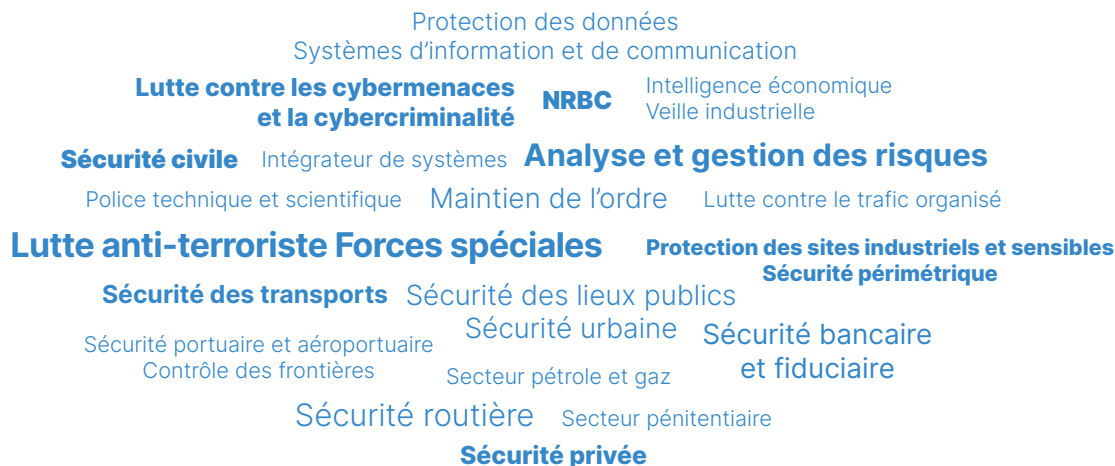 Protection des données
Systèmes d’information et de communication
Lutte contre les cybermenaces
et la cybercriminalité
NRBC
Intelligence économique
Veille industrielle
Sécurité civile
Intégrateur de systèmes
Analyse et gestion des risques
Police technique et scientifique
Maintien de l’ordre
Lutte contre le trafic organisé
Lutte anti-terroriste Forces spéciales
Protection des sites industriels et sensibles
Sécurité périmétrique
Sécurité des transports
Sécurité des lieux publics
Sécurité urbaine
Sécurité bancaire
et fiduciaire
Sécurité portuaire et aéroportuaire
Contrôle des frontières
Secteur pétrole et gaz
Sécurité routière
Secteur pénitentiaire
Sécurité privée